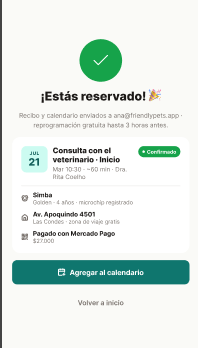 ¡Estás reservado! 🎉
Recibo y calendario enviados a ana@friendlypets.app ·
reprogramación gratuita hasta 3 horas antes.
JUL
21
Consulta con el
veterinario · Inicio
Confirmado
Mar 10:30 · ~60 min · Dra.
Rita Coelho
Simba
Golden · 4 años · microchip registrado
Av. Apoquindo 4501
Las Condes · zona de viaje gratis
Pagado con Mercado Pago
$27.000
Agregar al calendario
Volver a inicio